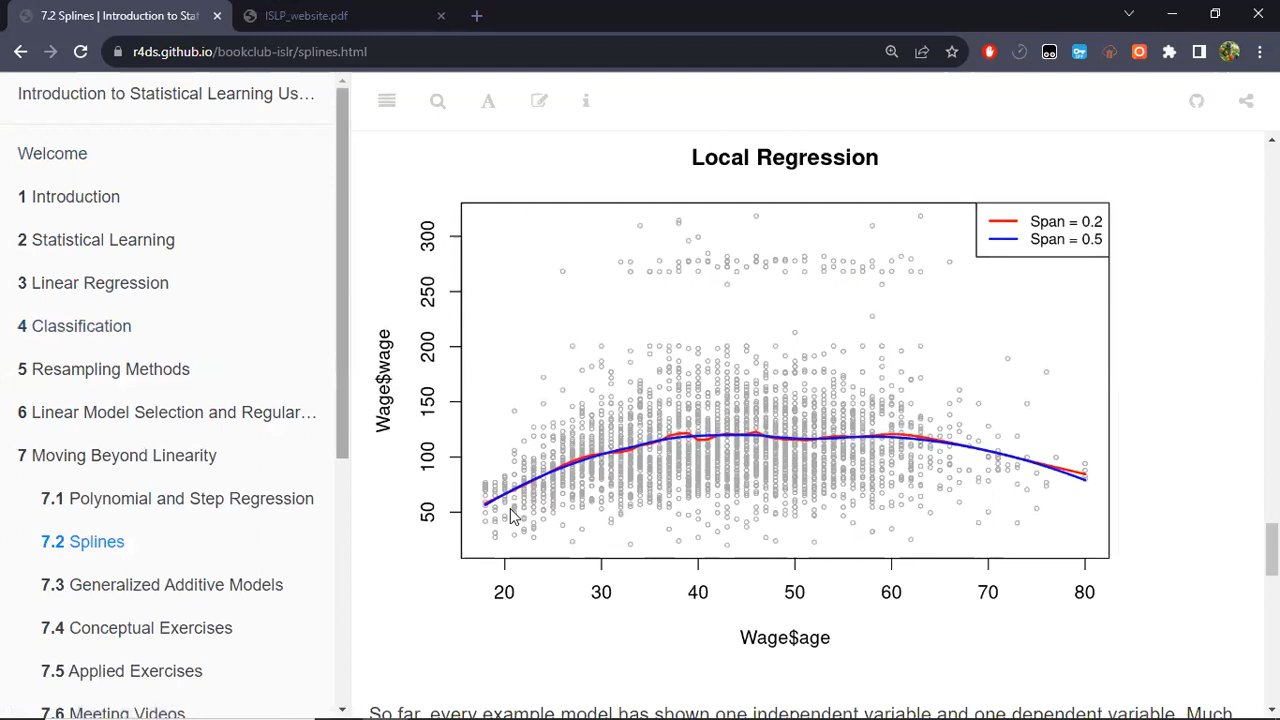 7.2 Splines | Introduction to Stat
ISLP_website.pdf
r4ds.github.io/bookclub-islr/splines.html
Introduction to Statistical Learning Us…
Welcome
1 Introduction
2 Statistical Learning
3 Linear Regression
4 Classification
5 Resampling Methods
6 Linear Model Selection and Regular…
7 Moving Beyond Linearity
7.1 Polynomial and Step Regression
7.2 Splines
7.3 Generalized Additive Models
7.4 Conceptual Exercises
7.5 Applied Exercises
7.6 Meeting Videos
Local Regression
Span = 0.2
Span = 0.5
300
250
200
150
100
50
Wage$wage
20 30 40 50 60 70 80
Wage$age
So far, every example model has shown one independent variable and one dependent variable. Much